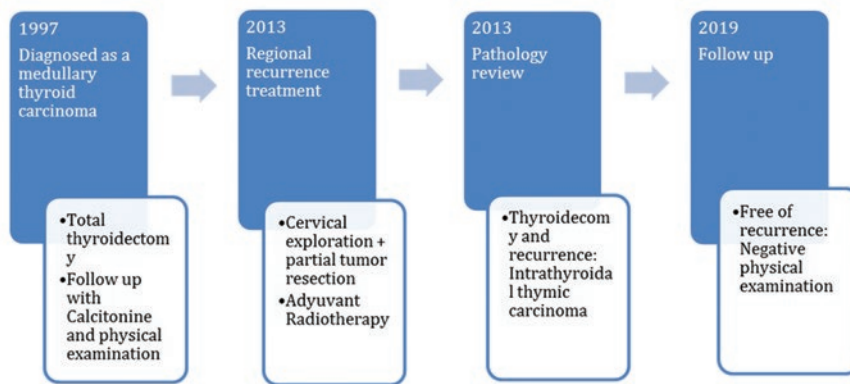 1997
Diagnosed as a
medullary
thyroid
carcinoma
•Total
thyroidectom
y
•Follow up
with
Calcitonine
and physical
examination
2013
Regional
recurrence
treatment
•Cervical
exploration +
partial tumor
resection
•Adyuvant
Radiotherapy
2013
Pathology
review
•Thyroidecom
y and
recurrence:
Intrathyroida
l thymic
carcinoma
2019
Follow up
•Free of
recurrence:
Negative
physical
examination